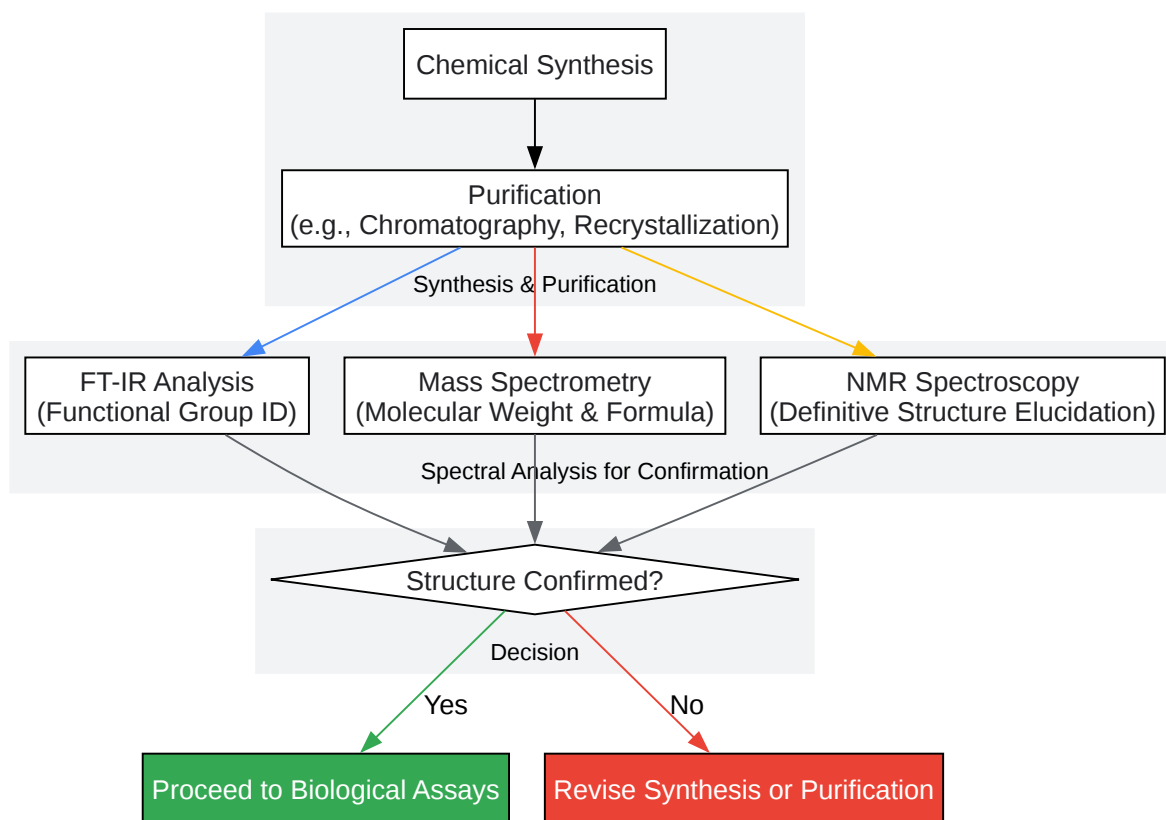 Chemical Synthesis
Purification
(e.g., Chromatography, Recrystallization)
Synthesis & Purification
FT-IR Analysis
(Functional Group ID)
Mass Spectrometry
(Molecular Weight & Formula)
NMR Spectroscopy
(Definitive Structure Elucidation)
Spectral Analysis for Confirmation
Structure Confirmed?
Decision
Yes
No
Proceed to Biological Assays
Revise Synthesis or Purification